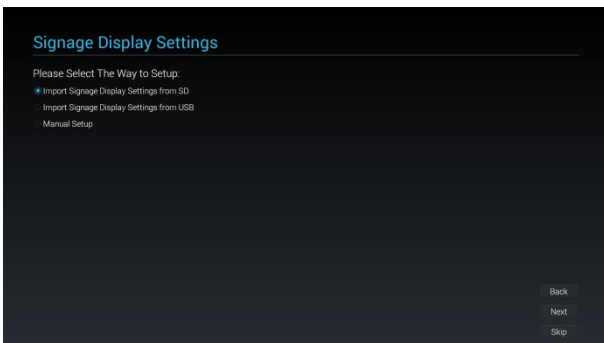 Signage Display Settings
Please Select The Way to Setup:
Import Signage Display Settings from SD
Import Signage Display Settings from USB
Manual Setup
Back
Next
Skip